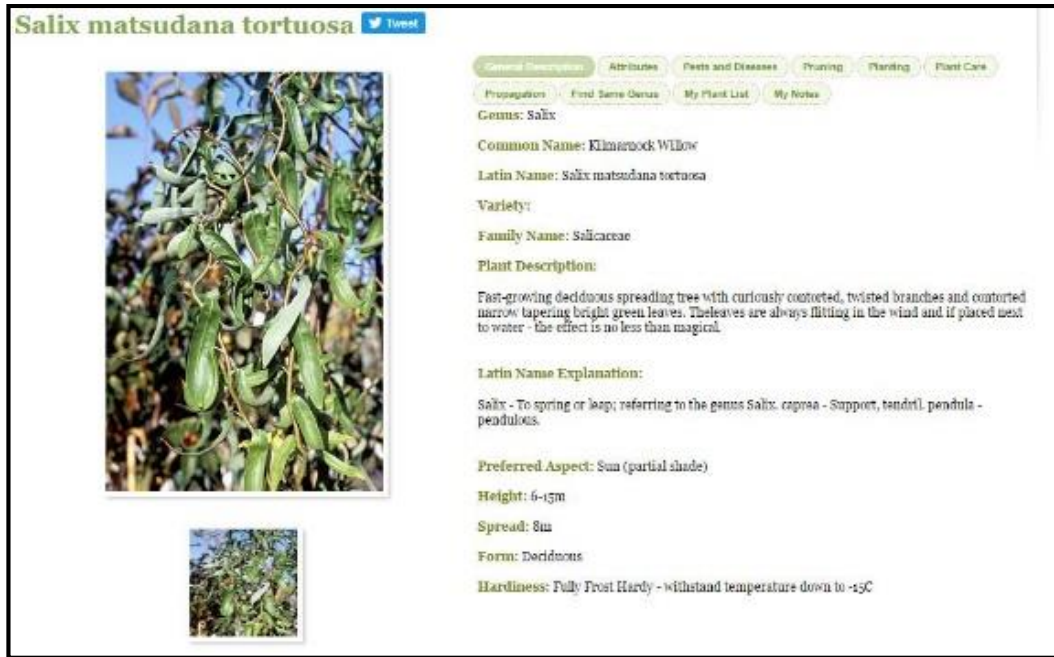 Salix matsudana tortuosa
Tweet
General Description
Attributes
Pests and Diseases
Pruning
Planting
Plant Care
Propagation
Find Same Genus
My Plant List
My Notes
Genus: Salix
Common Name: Kilmarnock Willow
Latin Name: Salix matsudana tortuosa
Variety:
Family Name: Salicaceae
Plant Description:
Fast-growing deciduous spreading tree with curiously contorted, twisted branches and contorted
narrow tapering bright green leaves. Theleaves are always flitting in the wind and if placed next
to water - the effect is no less than magical.
Latin Name Explanation:
Salix - To spring or leap; referring to the genus Salix. caprea - Support, tendril. pendula -
pendulous.
Preferred Aspect: Sun (partial shade)
Height: 6-15m
Spread: 8m
Form: Deciduous
Hardiness: Fully Frost Hardy - withstand temperature down to -15C